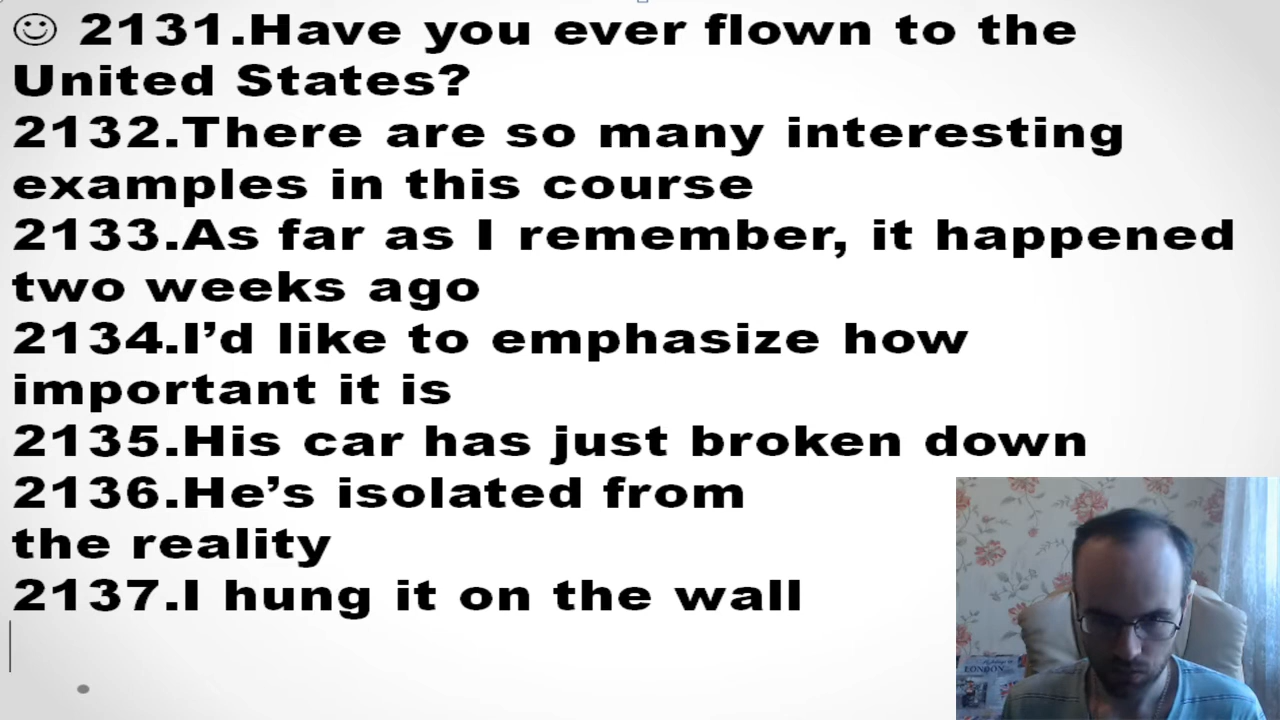 ☺ 2131.Have you ever flown to the
United States?
2132.There are so many interesting
examples in this course
2133.As far as I remember, it happened
two weeks ago
2134.I’d like to emphasize how
important it is
2135.His car has just broken down
2136.He’s isolated from
the reality
2137.I hung it on the wall
LONDON